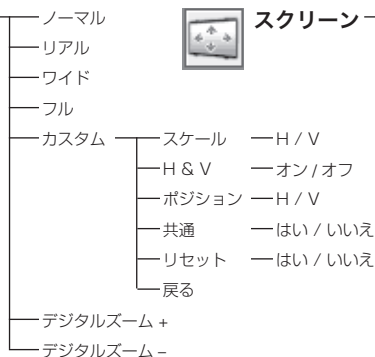 ノーマル
スクリーン
リアル
ワイド
フル
カスタム スケール H / V
H & V オン / オフ
ポジション H / V
共通 はい / いいえ
リセット はい / いいえ
戻る
デジタルズーム +
デジタルズーム –